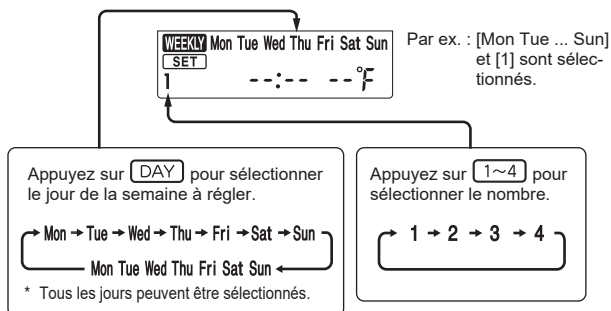 WEEKLY Mon Tue Wed Thu Fri Sat Sun
SET
1 --:-- --°F
Par ex. : [Mon Tue ... Sun]
et [1] sont sélec-
tionnés.
Appuyez sur DAY pour sélectionner
le jour de la semaine à régler.
Mon → Tue → Wed → Thu → Fri → Sat → Sun
Mon Tue Wed Thu Fri Sat Sun
* Tous les jours peuvent être sélectionnés.
Appuyez sur 1~4 pour
sélectionner le nombre.
1 → 2 → 3 → 4